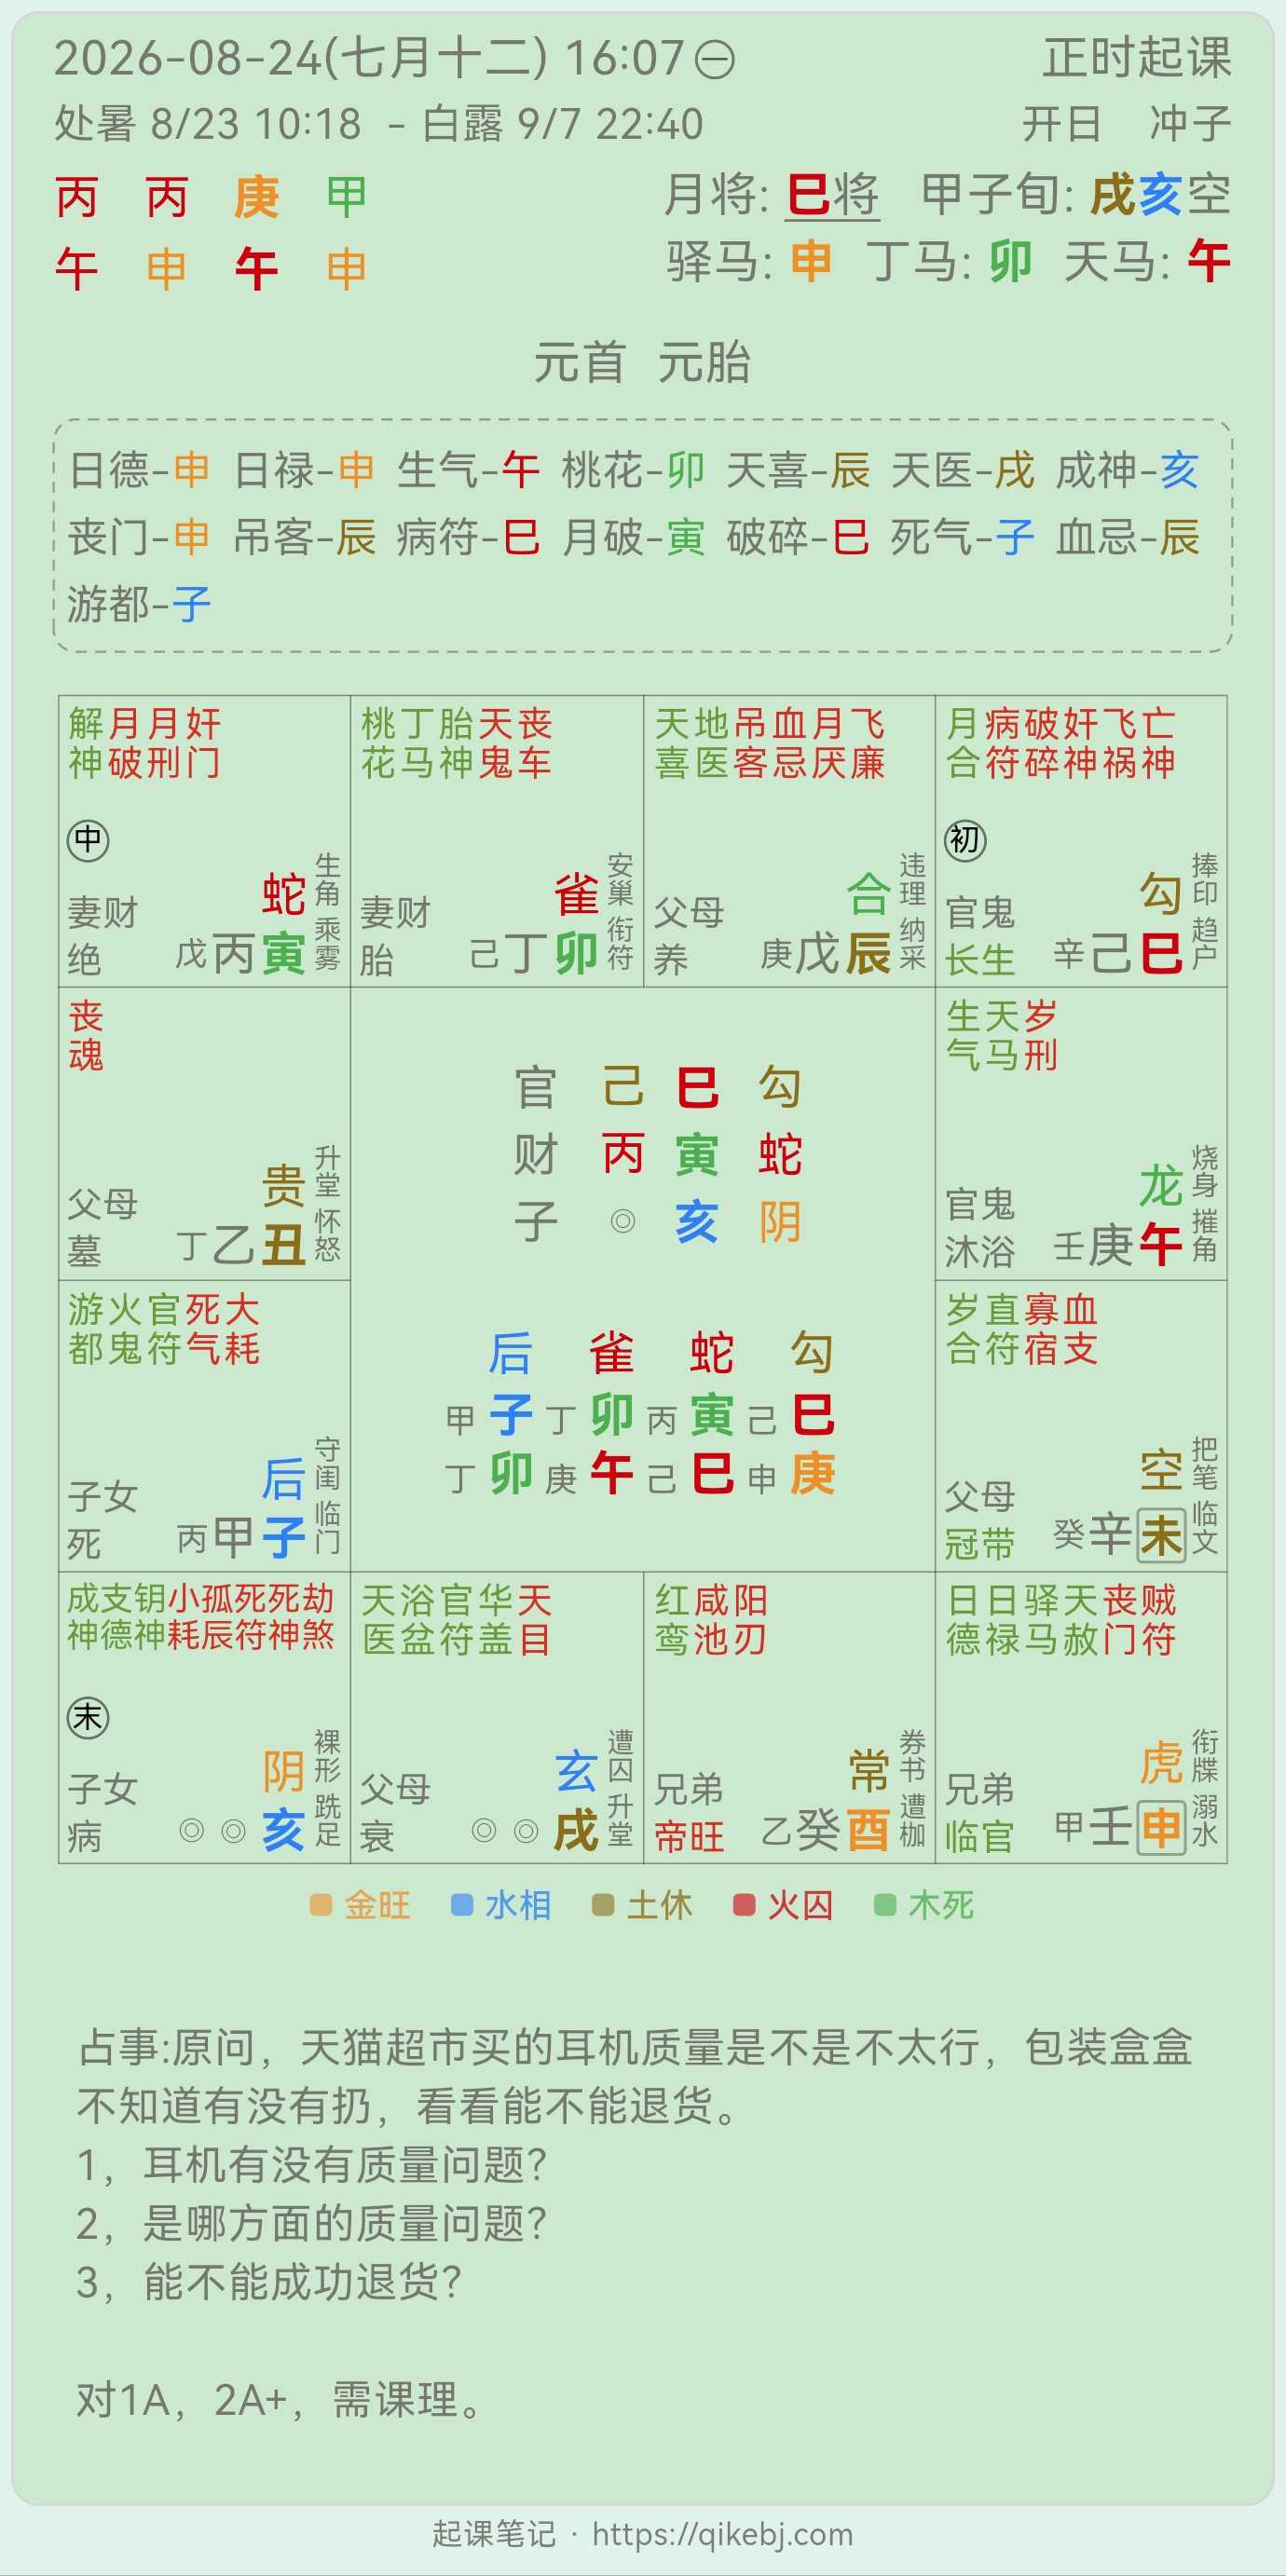 2026-08-24(七月十二) 16:07㊀ 正时起课
处暑 8/23 10:18 - 白露 9/7 22:40 开日 冲子
丙 丙 庚 甲 月将: 巳将 甲子旬: 戌亥空
午 申 午 申 驿马: 申 丁马: 卯 天马: 午
元首 元胎
日德-申 日禄-申 生气-午 桃花-卯 天喜-辰 天医-戌 成神-亥
丧门-申 吊客-辰 病符-巳 月破-寅 破碎-巳 死气-子 血忌-辰
游都-子
解神 月破 月刑 奸门
中
妻财 蛇 生角
绝 戊丙寅 乘雾
桃花 丁马 胎神 天鬼 丧车
妻财 雀 安巢
胎 己丁卯 衔符
天喜 地医 吊客 血忌 月厌 飞廉
父母 合 违理
养 庚戊辰 纳采
月合 病符 破碎 奸神 飞祸 亡神
初
官鬼 勾 捧印
长生 辛己巳 趋户
丧魂
父母 贵 升堂
墓 丁乙丑 怀怒
官 己 巳 勾
财 丙 寅 蛇
子 ◎ 亥 阴
后 雀 蛇 勾
甲子 丁卯 丙寅 己巳
丁卯 庚午 己巳 申庚
生气 天马 岁刑
官鬼 龙 烧身
沐浴 壬庚午 摧角
游都 火鬼 官符 死气 大耗
子女 后 守闺
死 丙甲子 临门
岁合 直符 寡宿 血支
父母 空 把笔
冠带 癸辛未 临文
成神 支德 钥神 小耗 孤辰 死符 死神 劫煞
末
子女 阴 裸形
病 ◎◎亥 跣足
天医 浴盆 官符 华盖 天目
父母 玄 遭囚
衰 ◎◎戌 升堂
红鸾 咸池 阳刃
兄弟 常 券书
帝旺 乙癸酉 遭枷
日德 日禄 驿马 天赦 丧门 贼符
兄弟 虎 衔牒
临官 甲壬申 溺水
金旺 水相 土休 火囚 木死
占事:原问，天猫超市买的耳机质量是不是不太行，包装盒盒
不知道有没有扔，看看能不能退货。
1，耳机有没有质量问题？
2，是哪方面的质量问题？
3，能不能成功退货？
对1A，2A+，需课理。
起课笔记 · https://qikebj.com